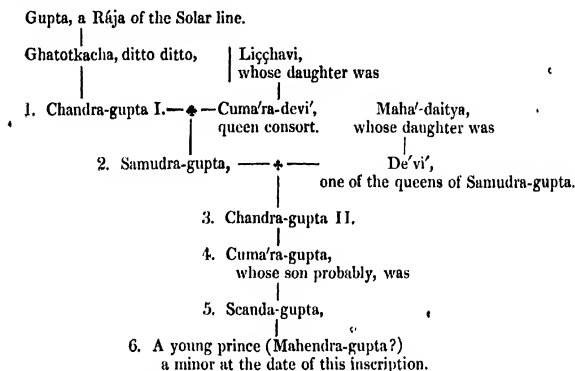 Gupta, a Rája of the Solar line.
Ghatotkacha, ditto ditto, Liççhavi,
whose daughter was
1. Chandra-gupta I. Cuma'ra-devi', Maha'-daitya,
queen consort. whose daughter was
2. Samudra-gupta, De'vi',
one of the queens of Samudra-gupta.
3. Chandra-gupta II.
4. Cuma'ra-gupta,
whose son probably, was
5. Scanda-gupta,
6. A young prince (Mahendra-gupta?)
a minor at the date of this inscription.